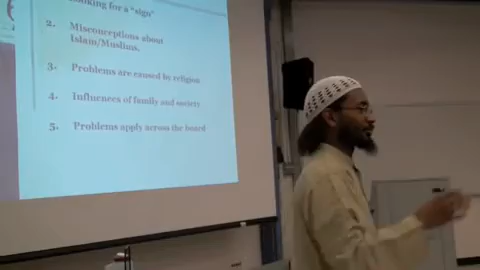 ooking for a "sign"
2. Misconceptions about
Islam/Muslims.
3. Problems are caused by religion
4. Influences of family and society
5. Problems apply across the board